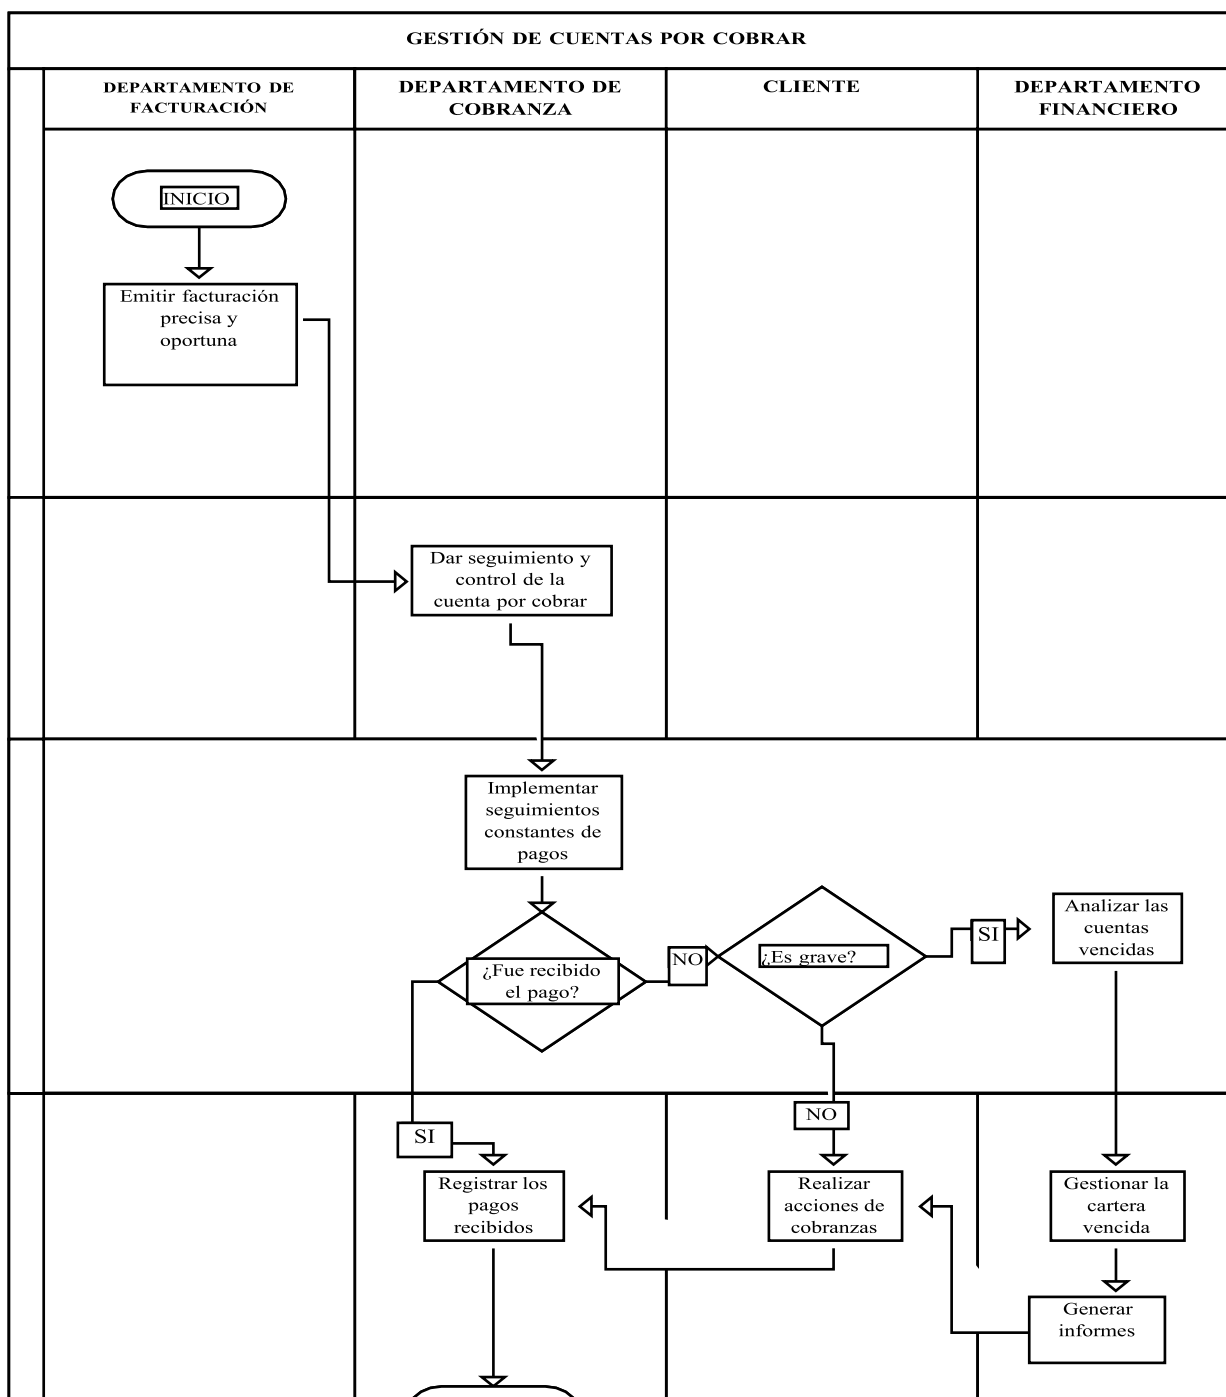 GESTIÓN DE CUENTAS POR COBRAR
DEPARTAMENTO DE
FACTURACIÓN
DEPARTAMENTO DE
COBRANZA
CLIENTE
DEPARTAMENTO
FINANCIERO
INICIO
Emitir facturación
precisa y
oportuna
Dar seguimiento y
control de la
cuenta por cobrar
Implementar
seguimientos
constantes de
pagos
¿Fue recibido
el pago?
NO
¿Es grave?
SI
Analizar las
cuentas
vencidas
SI
NO
Registrar los
pagos
recibidos
Realizar
acciones de
cobranzas
Gestionar la
cartera
vencida
Generar
informes